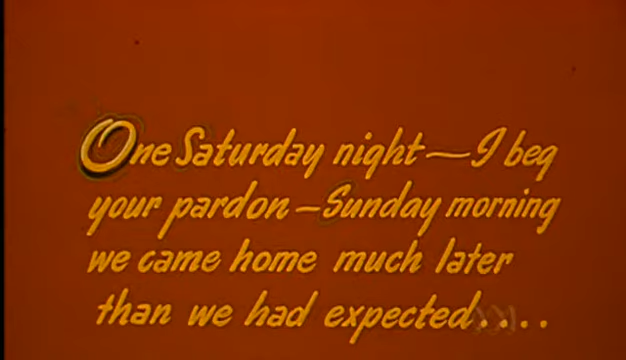 One Saturday night — I beg
your pardon — Sunday morning
we came home much later
than we had expected....